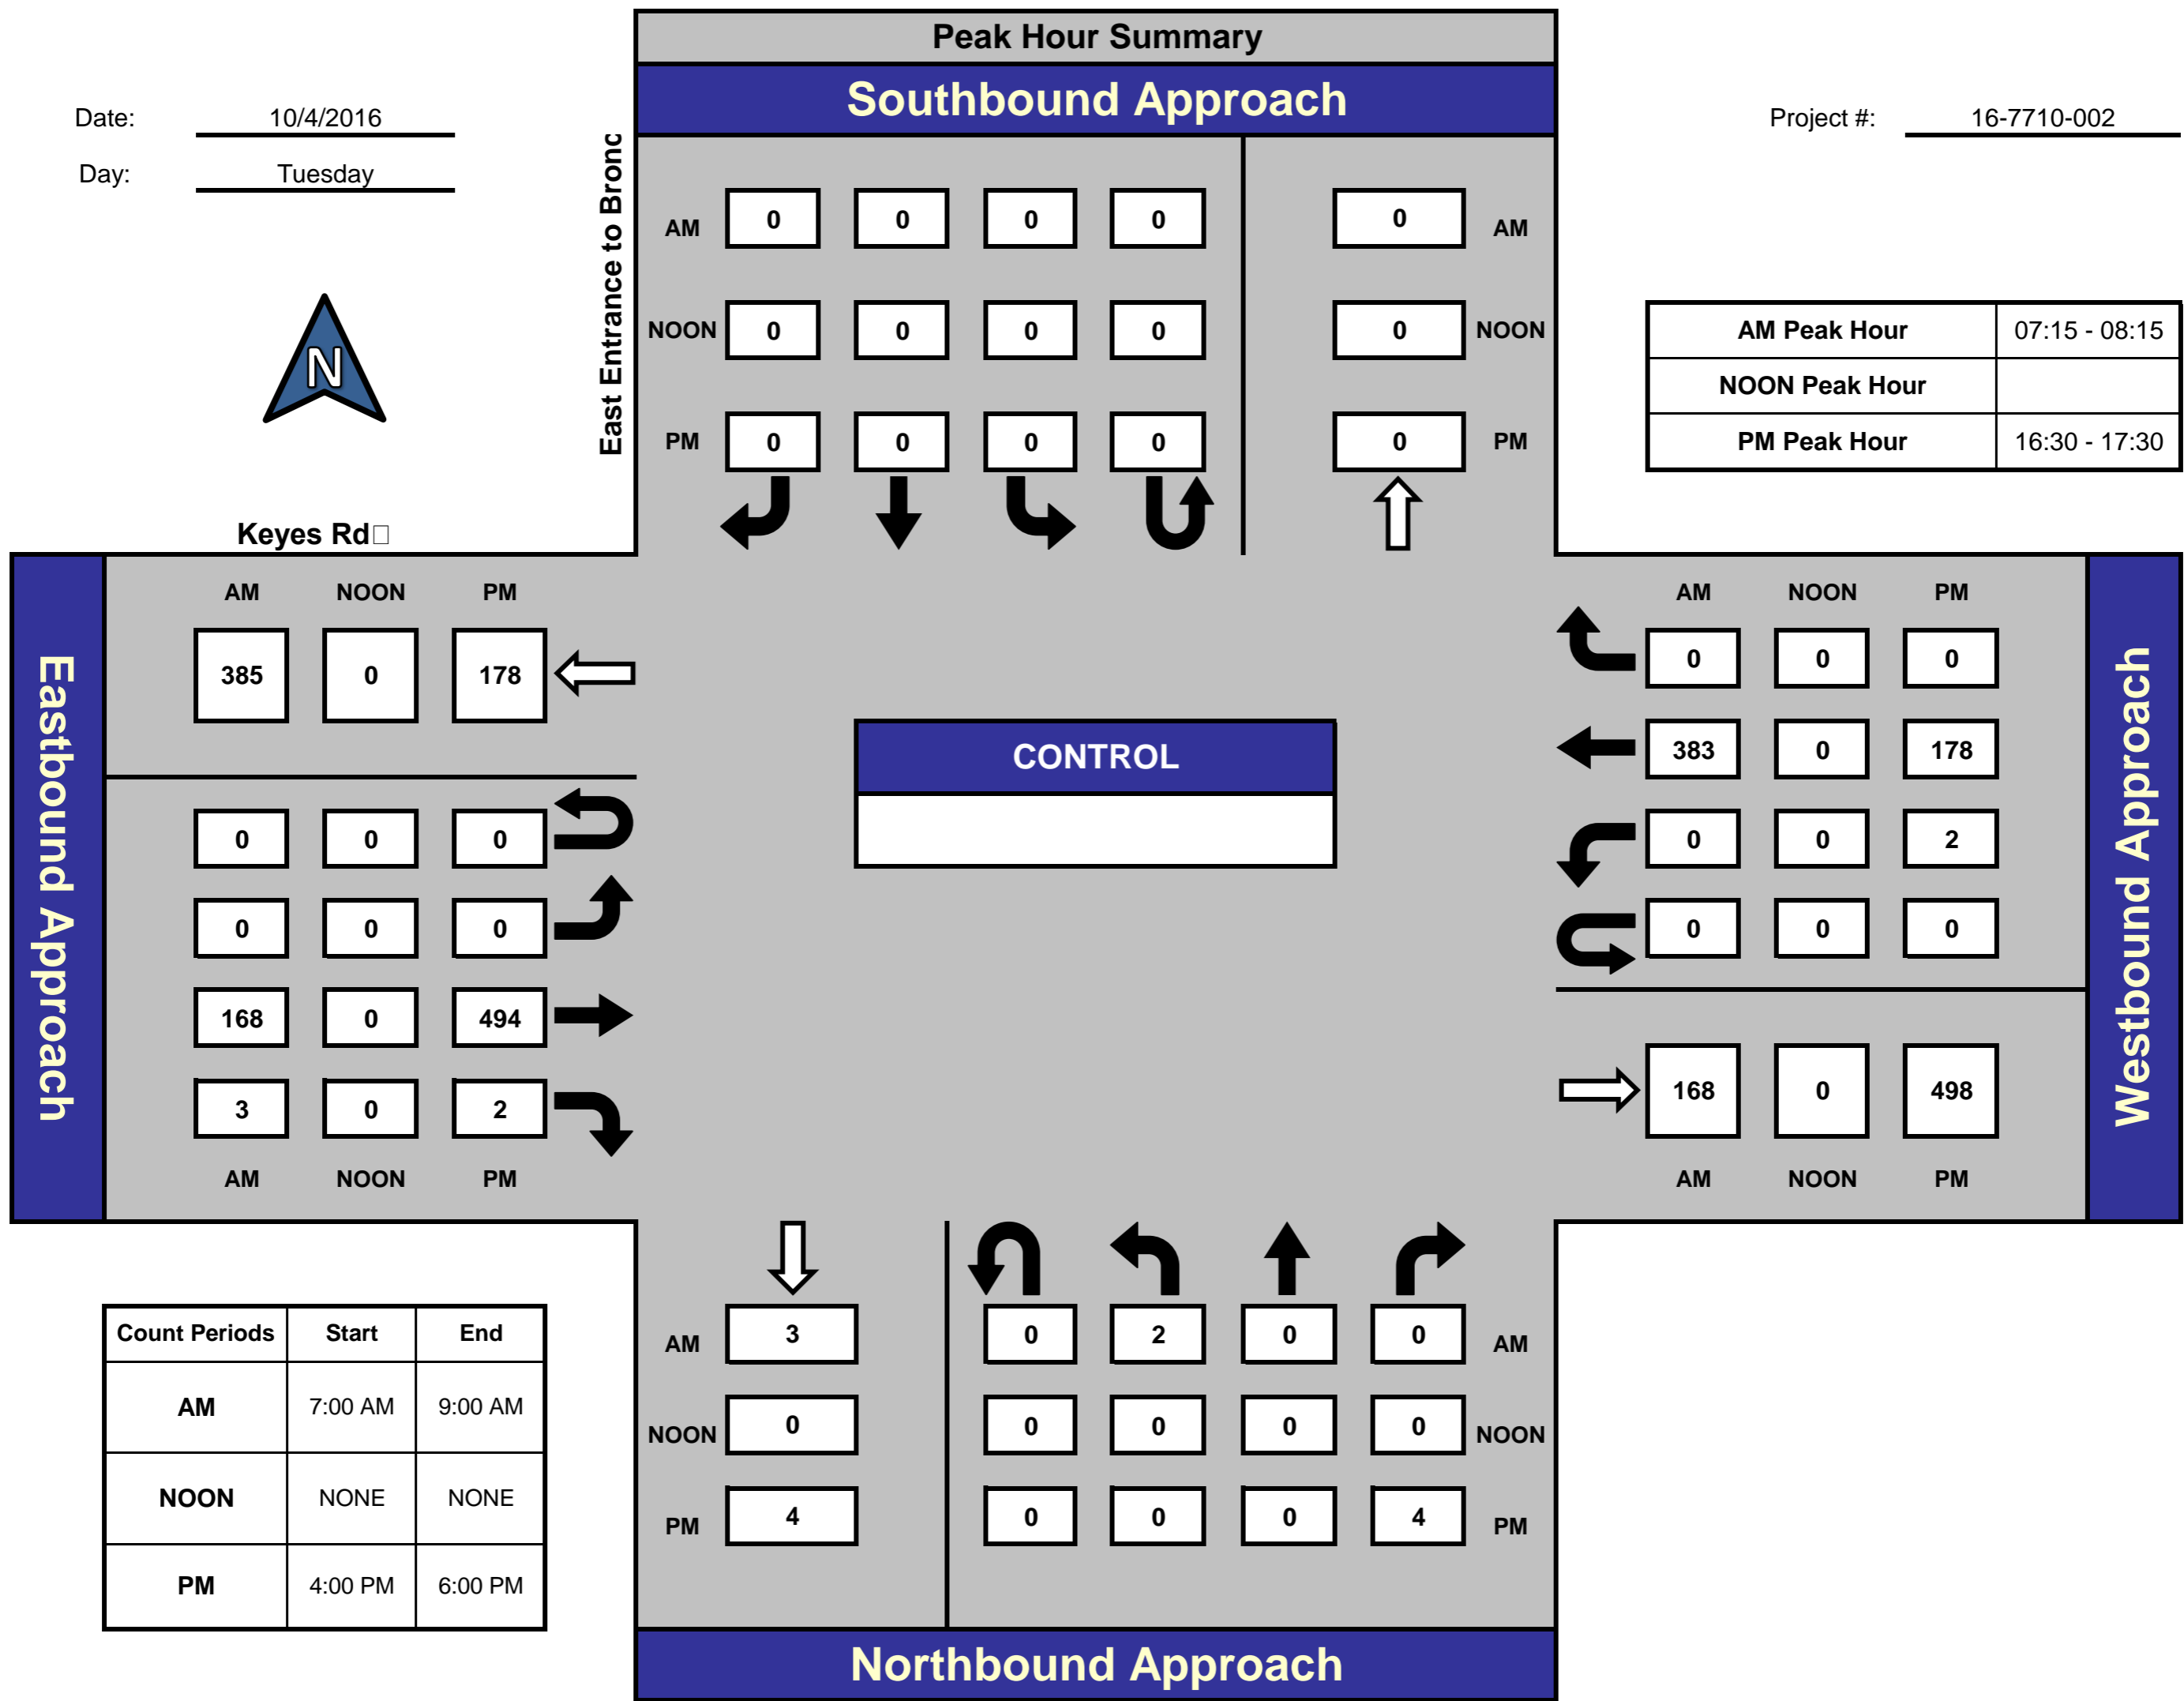 Peak Hour Summary
Southbound Approach
Date: 10/4/2016
Day: Tuesday
Project #: 16-7710-002
N
East Entrance to Bronc
AM 0 0 0 0 0 AM
NOON 0 0 0 0 0 NOON
PM 0 0 0 0 0 PM
AM Peak Hour 07:15 - 08:15
NOON Peak Hour
PM Peak Hour 16:30 - 17:30
Keyes Rd□
Eastbound Approach
AM NOON PM
385 0 178
0 0 0
0 0 0
168 0 494
3 0 2
AM NOON PM
CONTROL
AM NOON PM
0 0 0
383 0 178
0 0 2
0 0 0
168 0 498
AM NOON PM
Westbound Approach
Count Periods Start End
AM 7:00 AM 9:00 AM
NOON NONE NONE
PM 4:00 PM 6:00 PM
AM 3 0 2 0 0 AM
NOON 0 0 0 0 0 NOON
PM 4 0 0 0 4 PM
Northbound Approach